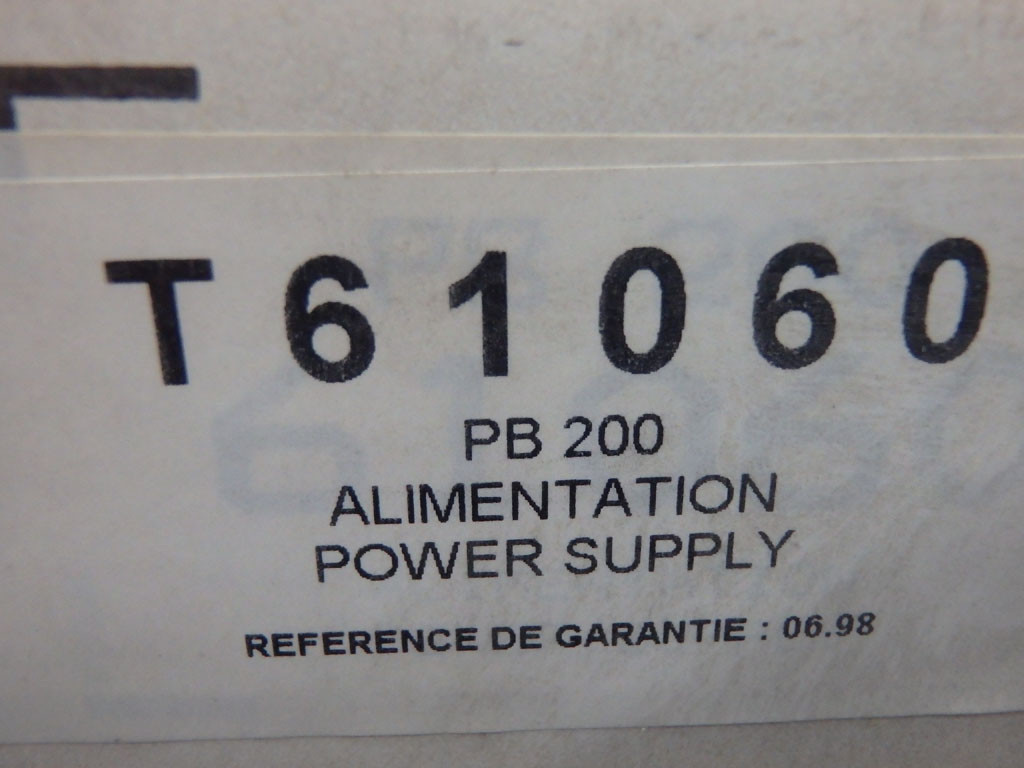 T61060
PB 200
ALIMENTATION
POWER SUPPLY
REFERENCE DE GARANTIE : 06.98